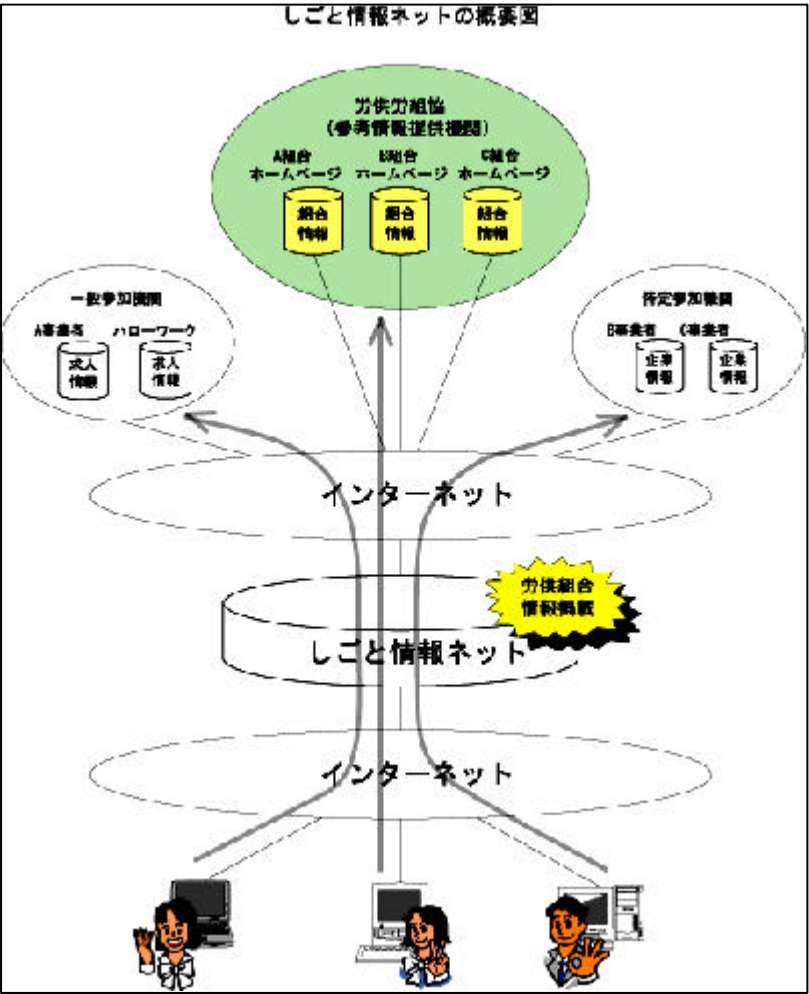 しごと情報ネットの概要図
労供労組協
(参考情報提供機関)
A組合
ホームページ
B組合
ホームページ
C組合
ホームページ
組合
情報
組合
情報
組合
情報
一般参加機関
A事業者
ハローワーク
求人
情報
求人
情報
特定参加機関
B事業者
C事業者
企業
情報
企業
情報
インターネット
労供組合
情報掲載
しごと情報ネット
インターネット